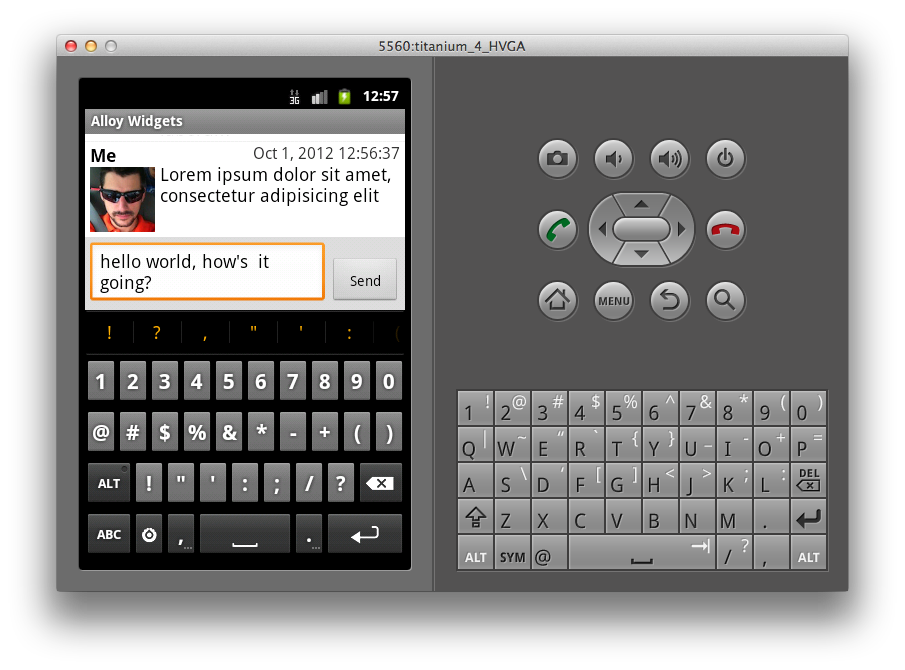 5560:titanium_4_HVGA
3G 12:57
Alloy Widgets
Me Oct 1, 2012 12:56:37
Lorem ipsum dolor sit amet,
consectetur adipisicing elit
hello world, how's  it
going?
Send
! ? , " ' : (
1 2 3 4 5 6 7 8 9 0
@ # $ % & * - + ( )
ALT ! " ' : ; / ?
ABC , ... . ...
MENU
1 ! 2 @ 3 # 4 $ 5 % 6 ^ 7 & 8 * 9 ( 0 )
Q | W ~ E “ R ` T { Y } U _ I - O + P =
A S \ D ‘ F [ G ] H < J > K ; L : DEL
Z X C V B N M .
ALT SYM @ / ? , ALT